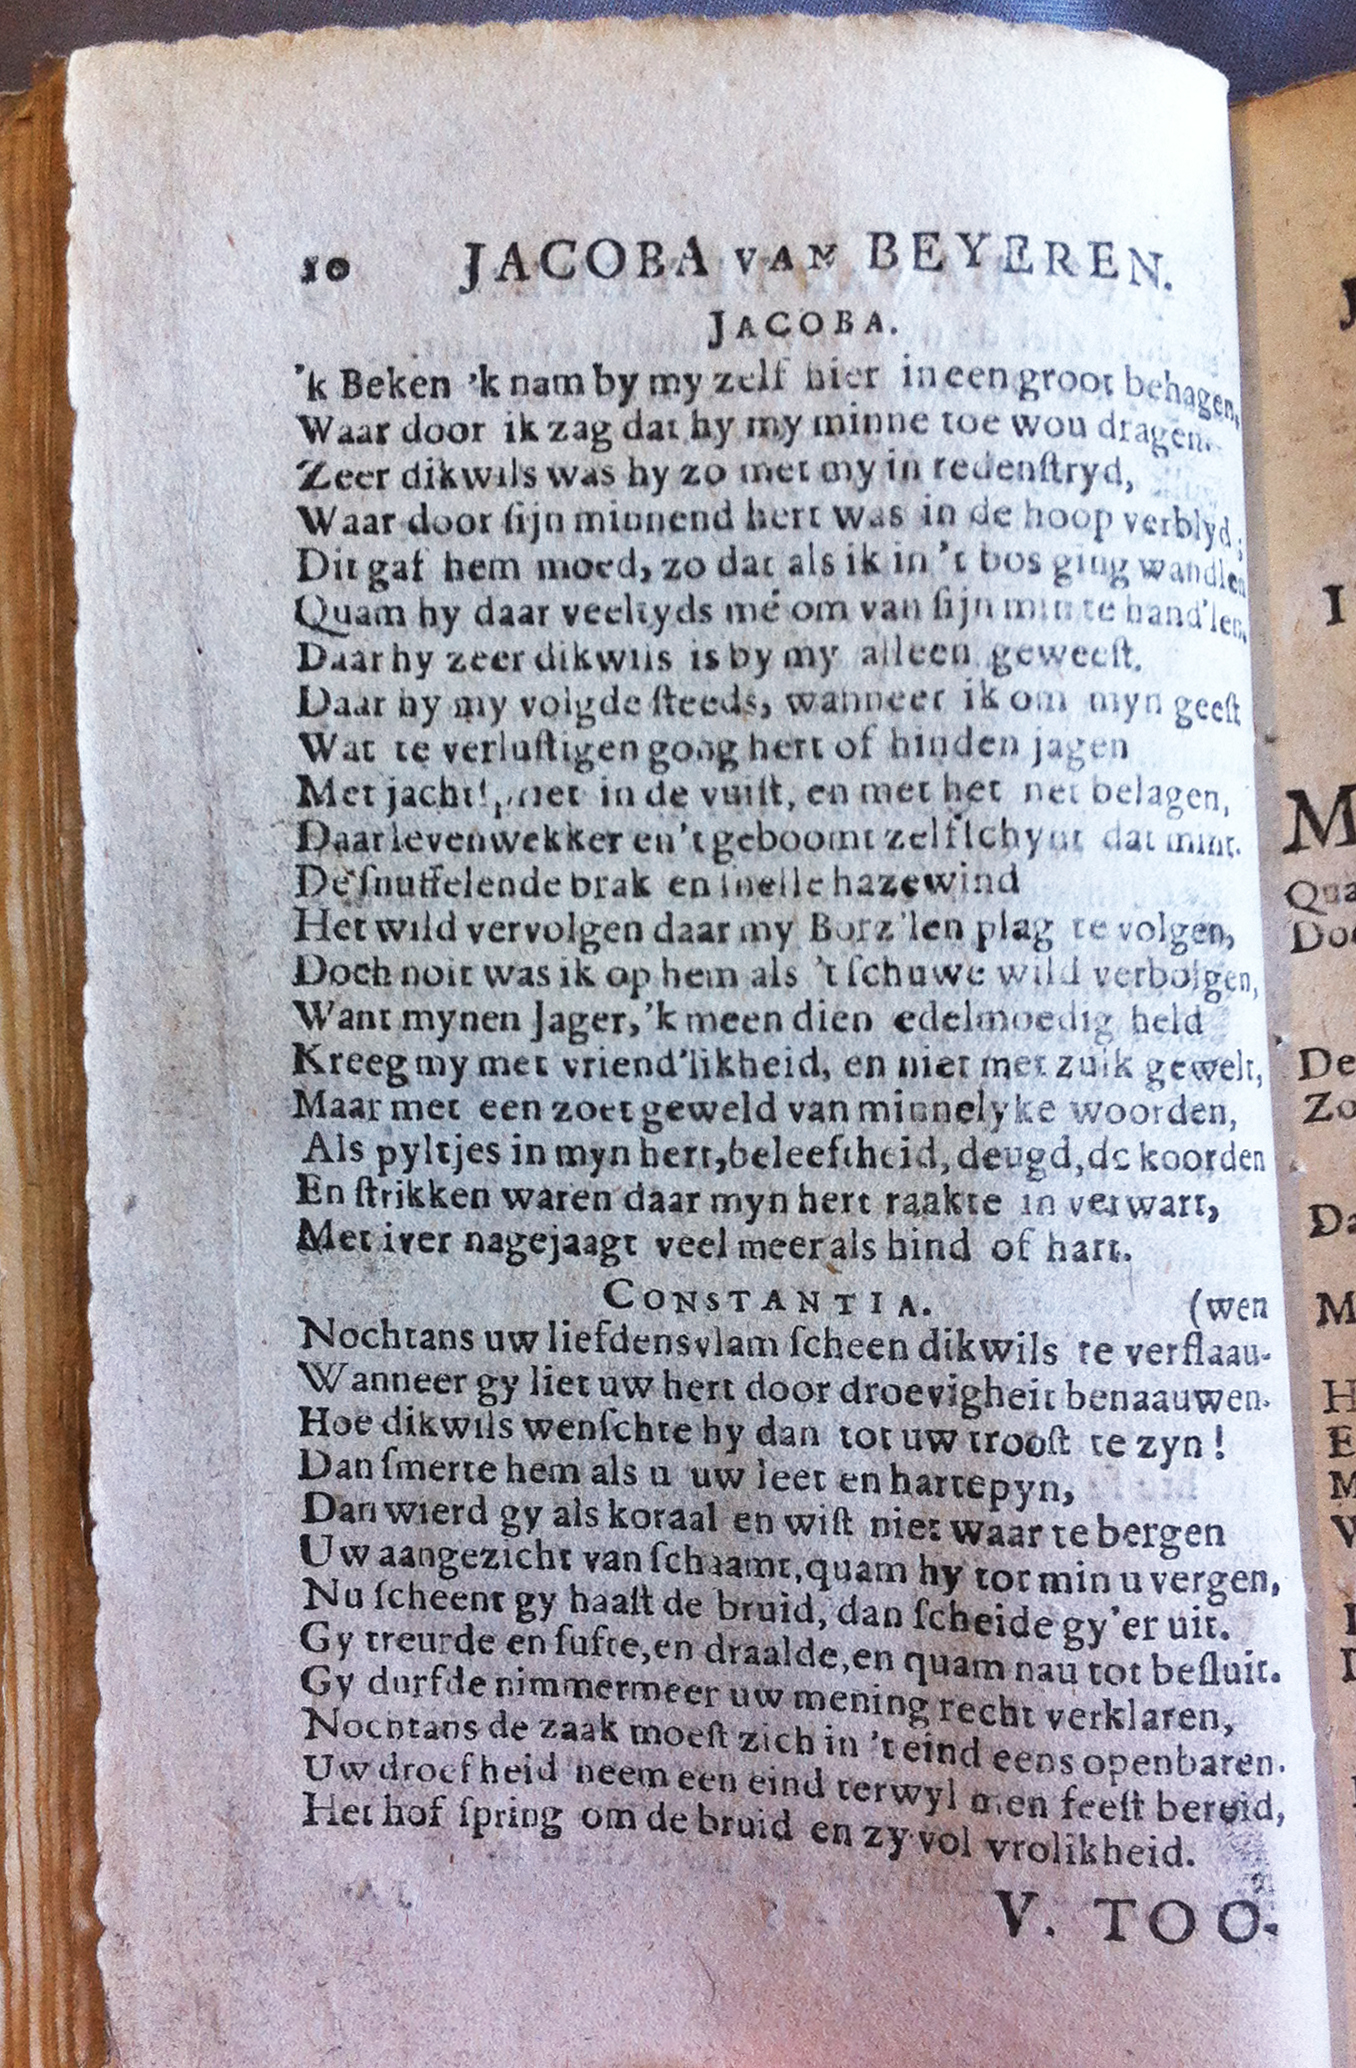 10 JACOBA VAN BEYEREN.
JACOBA.
'k Beken 'k nam by my zelf hier in een groot behagen,
Waar door ik zag dat hy my minne toe wou dragen.
Zeer dikwils was hy zo met my in redenſtryd,
Waar door ſijn minnend hert was in de hoop verblyd;
Dit gaf hem moed, zo dat als ik in 't bos ging wandlen
Quam hy daar veeltyds mé om van ſijn min te hand'len,
Daar hy zeer dikwils is by my alleen geweeſt.
Daar hy my volgde ſteeds, wanneer ik om myn geeſt
Wat te verluſtigen gong hert of hinden jagen
Met in de vuiſt, en met het net belagen,
Daar levenwekker en 't geboomt zelf ſchynt dat mint.
De ſnuffelende brak en ſnelle hazewind
Het wild vervolgen daar my Borz'len plag te volgen,
Doch noit was ik op hem als 't ſchuwe wild verbolgen,
Want mynen Jager, 'k meen dien edelmoedig held
Kreeg my met vriend'likheid, en niet met zulk gewelt,
Maar met een zoet geweld van minnelyke woorden,
Als pyltjes in myn hert, beleeftheid, deugd, de koorden
En ſtrikken waren daar myn hert raakte in verwart,
Met iver nagejaagt veel meer als hind of hart.
CONSTANTIA. (wen
Nochtans uw liefdensvlam ſcheen dikwils te verflaau-
Wanneer gy liet uw hert door droevigheit benaauwen.
Hoe dikwils wenſchte hy dan tot uw trooſt te zyn!
Dan ſmerte hem als u uw leet en hartepyn,
Dan wierd gy als koraal en wiſt niet waar te bergen
Uw aangezicht van ſchaamt, quam hy tot min u vergen,
Nu ſcheent gy haaſt de bruid, dan ſcheide gy 'er uit.
Gy treurde en ſufte, en draalde, en quam nau tot beſluit.
Gy durfde nimmermeer uw mening recht verklaren,
Nochtans de zaak moeſt zich in 't eind eens openbaren.
Uw droefheid neem een eind terwyl men feeſt bereid,
Het hof ſpring om de bruid en zy vol vrolikheid.
V. TOO-